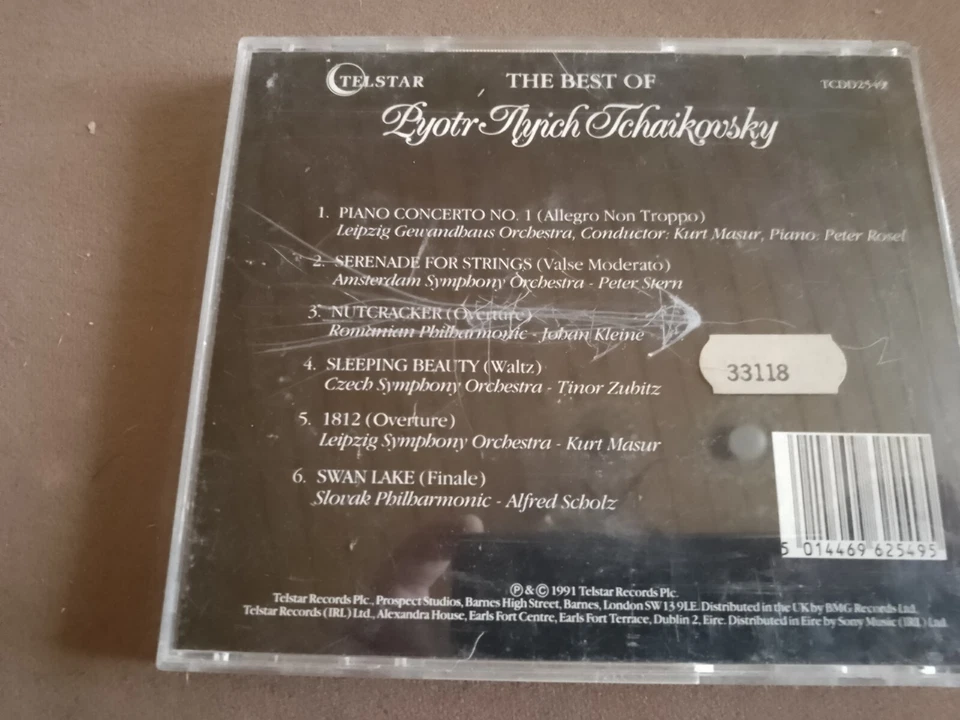 TELSTAR THE BEST OF TCDD2549
Pyotr Ilyich Tchaikovsky
1. PIANO CONCERTO NO. 1 (Allegro Non Troppo)
Leipzig Gewandhaus Orchestra, Conductor: Kurt Masur, Piano: Peter Rosel
2. SERENADE FOR STRINGS (Valse Moderato)
Amsterdam Symphony Orchestra - Peter Stern
3. NUTCRACKER (Overture)
Romanian Philharmonic - Johan Kleine
4. SLEEPING BEAUTY (Waltz)
Czech Symphony Orchestra - Tinor Zubitz
33118
5. 1812 (Overture)
Leipzig Symphony Orchestra - Kurt Masur
6. SWAN LAKE (Finale)
Slovak Philharmonic - Alfred Scholz
5 014469 625495
℗ & © 1991 Telstar Records Plc.
Telstar Records Plc., Prospect Studios, Barnes High Street, Barnes, London SW13 9LE. Distributed in the UK by BMG Records Ltd.
Telstar Records (IRL) Ltd., Alexandra House, Earls Fort Centre, Earls Fort Terrace, Dublin 2, Eire. Distributed in Eire by Sony Music (IRL) Ltd.